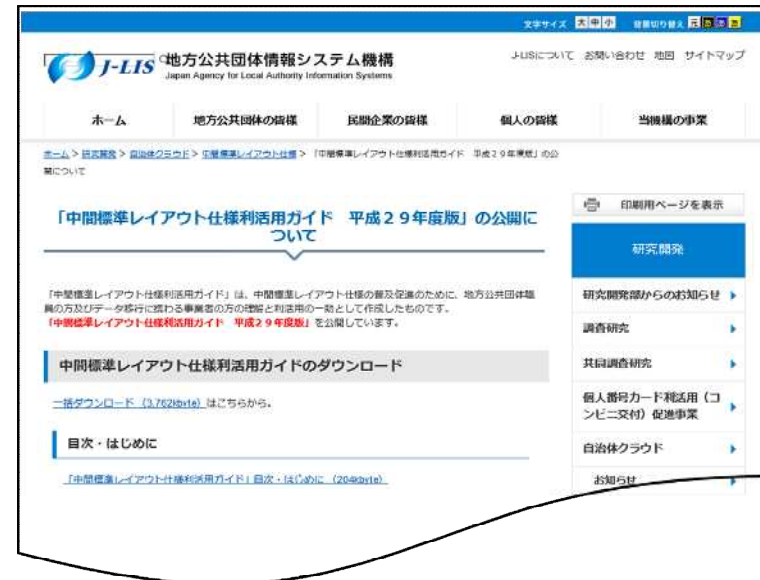 文字サイズ 大 中 小 背景切り替え 元 あ あ あ
J-LIS 地方公共団体情報システム機構
Japan Agency for Local Authority Information Systems
J-LISについて お問い合わせ 地図 サイトマップ
ホーム 地方公共団体の皆様 民間企業の皆様 個人の皆様 当機構の事業
ホーム > 研究開発 > 自治体クラウド > 中間標準レイアウト仕様 > 「中間標準レイアウト仕様利活用ガイド 平成29年度版」の公
開について
「中間標準レイアウト仕様利活用ガイド 平成29年度版」の公開に
ついて
「中間標準レイアウト仕様利活用ガイド」は、中間標準レイアウト仕様の普及促進のために、地方公共団体職
員の方及びデータ移行に携わる事業者の方の理解と利活用の一助として作成したものです。
「中間標準レイアウト仕様利活用ガイド 平成29年度版」を公開しています。
中間標準レイアウト仕様利活用ガイドのダウンロード
一括ダウンロード（3,762kbyte）はこちらから。
目次・はじめに
「中間標準レイアウト仕様利活用ガイド」目次・はじめに（204kbyte）
印刷用ページを表示
研究開発
研究開発部からのお知らせ
調査研究
共同調査研究
個人番号カード利活用（コ
ンビニ交付）促進事業
自治体クラウド
お知らせ